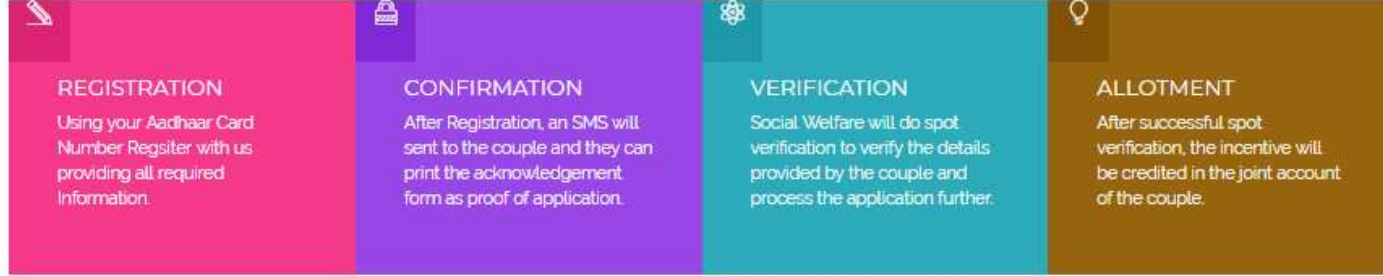 REGISTRATION
Using your Aadhaar Card
Number Regsiter with us
providing all required
Information.
CONFIRMATION
After Registration, an SMS will
sent to the couple and they can
print the acknowledgement
form as proof of application.
VERIFICATION
Social Welfare will do spot
verification to verify the details
provided by the couple and
process the application further.
ALLOTMENT
After successful spot
verification, the incentive will
be credited in the joint account
of the couple.